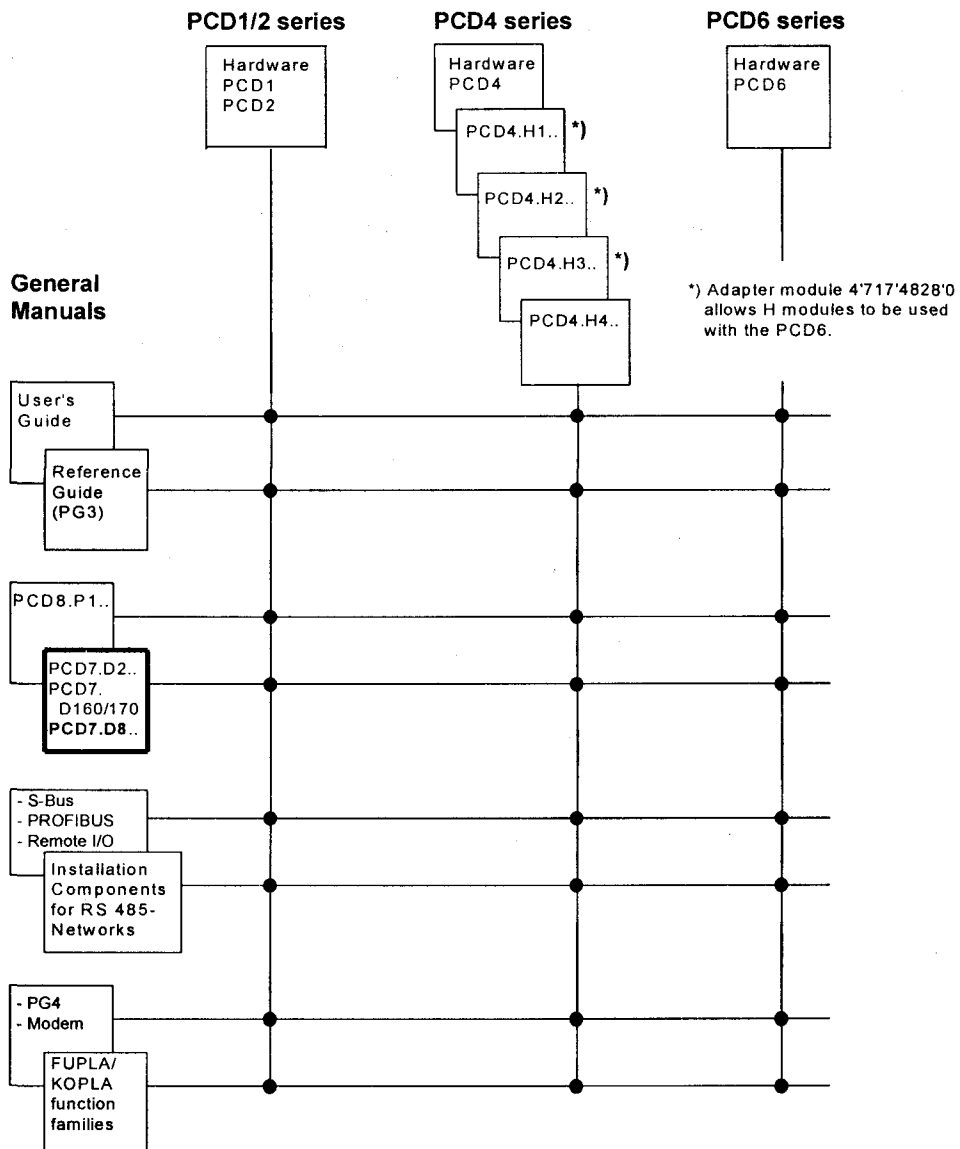 PCD1/2 series
PCD4 series
PCD6 series
Hardware
PCD1
PCD2
Hardware
PCD4
PCD4.H1..
*)
PCD4.H2..
*)
PCD4.H3..
*)
PCD4.H4..
Hardware
PCD6
*) Adapter module 4'717'4828'0
allows H modules to be used
with the PCD6.
General
Manuals
User's
Guide
Reference
Guide
(PG3)
PCD8.P1..
PCD7.D2..
PCD7.
D160/170
PCD7.D8..
- S-Bus
- PROFIBUS
- Remote I/O
Installation
Components
for RS 485-
Networks
- PG4
- Modem
FUPLA/
KOPLA
function
families